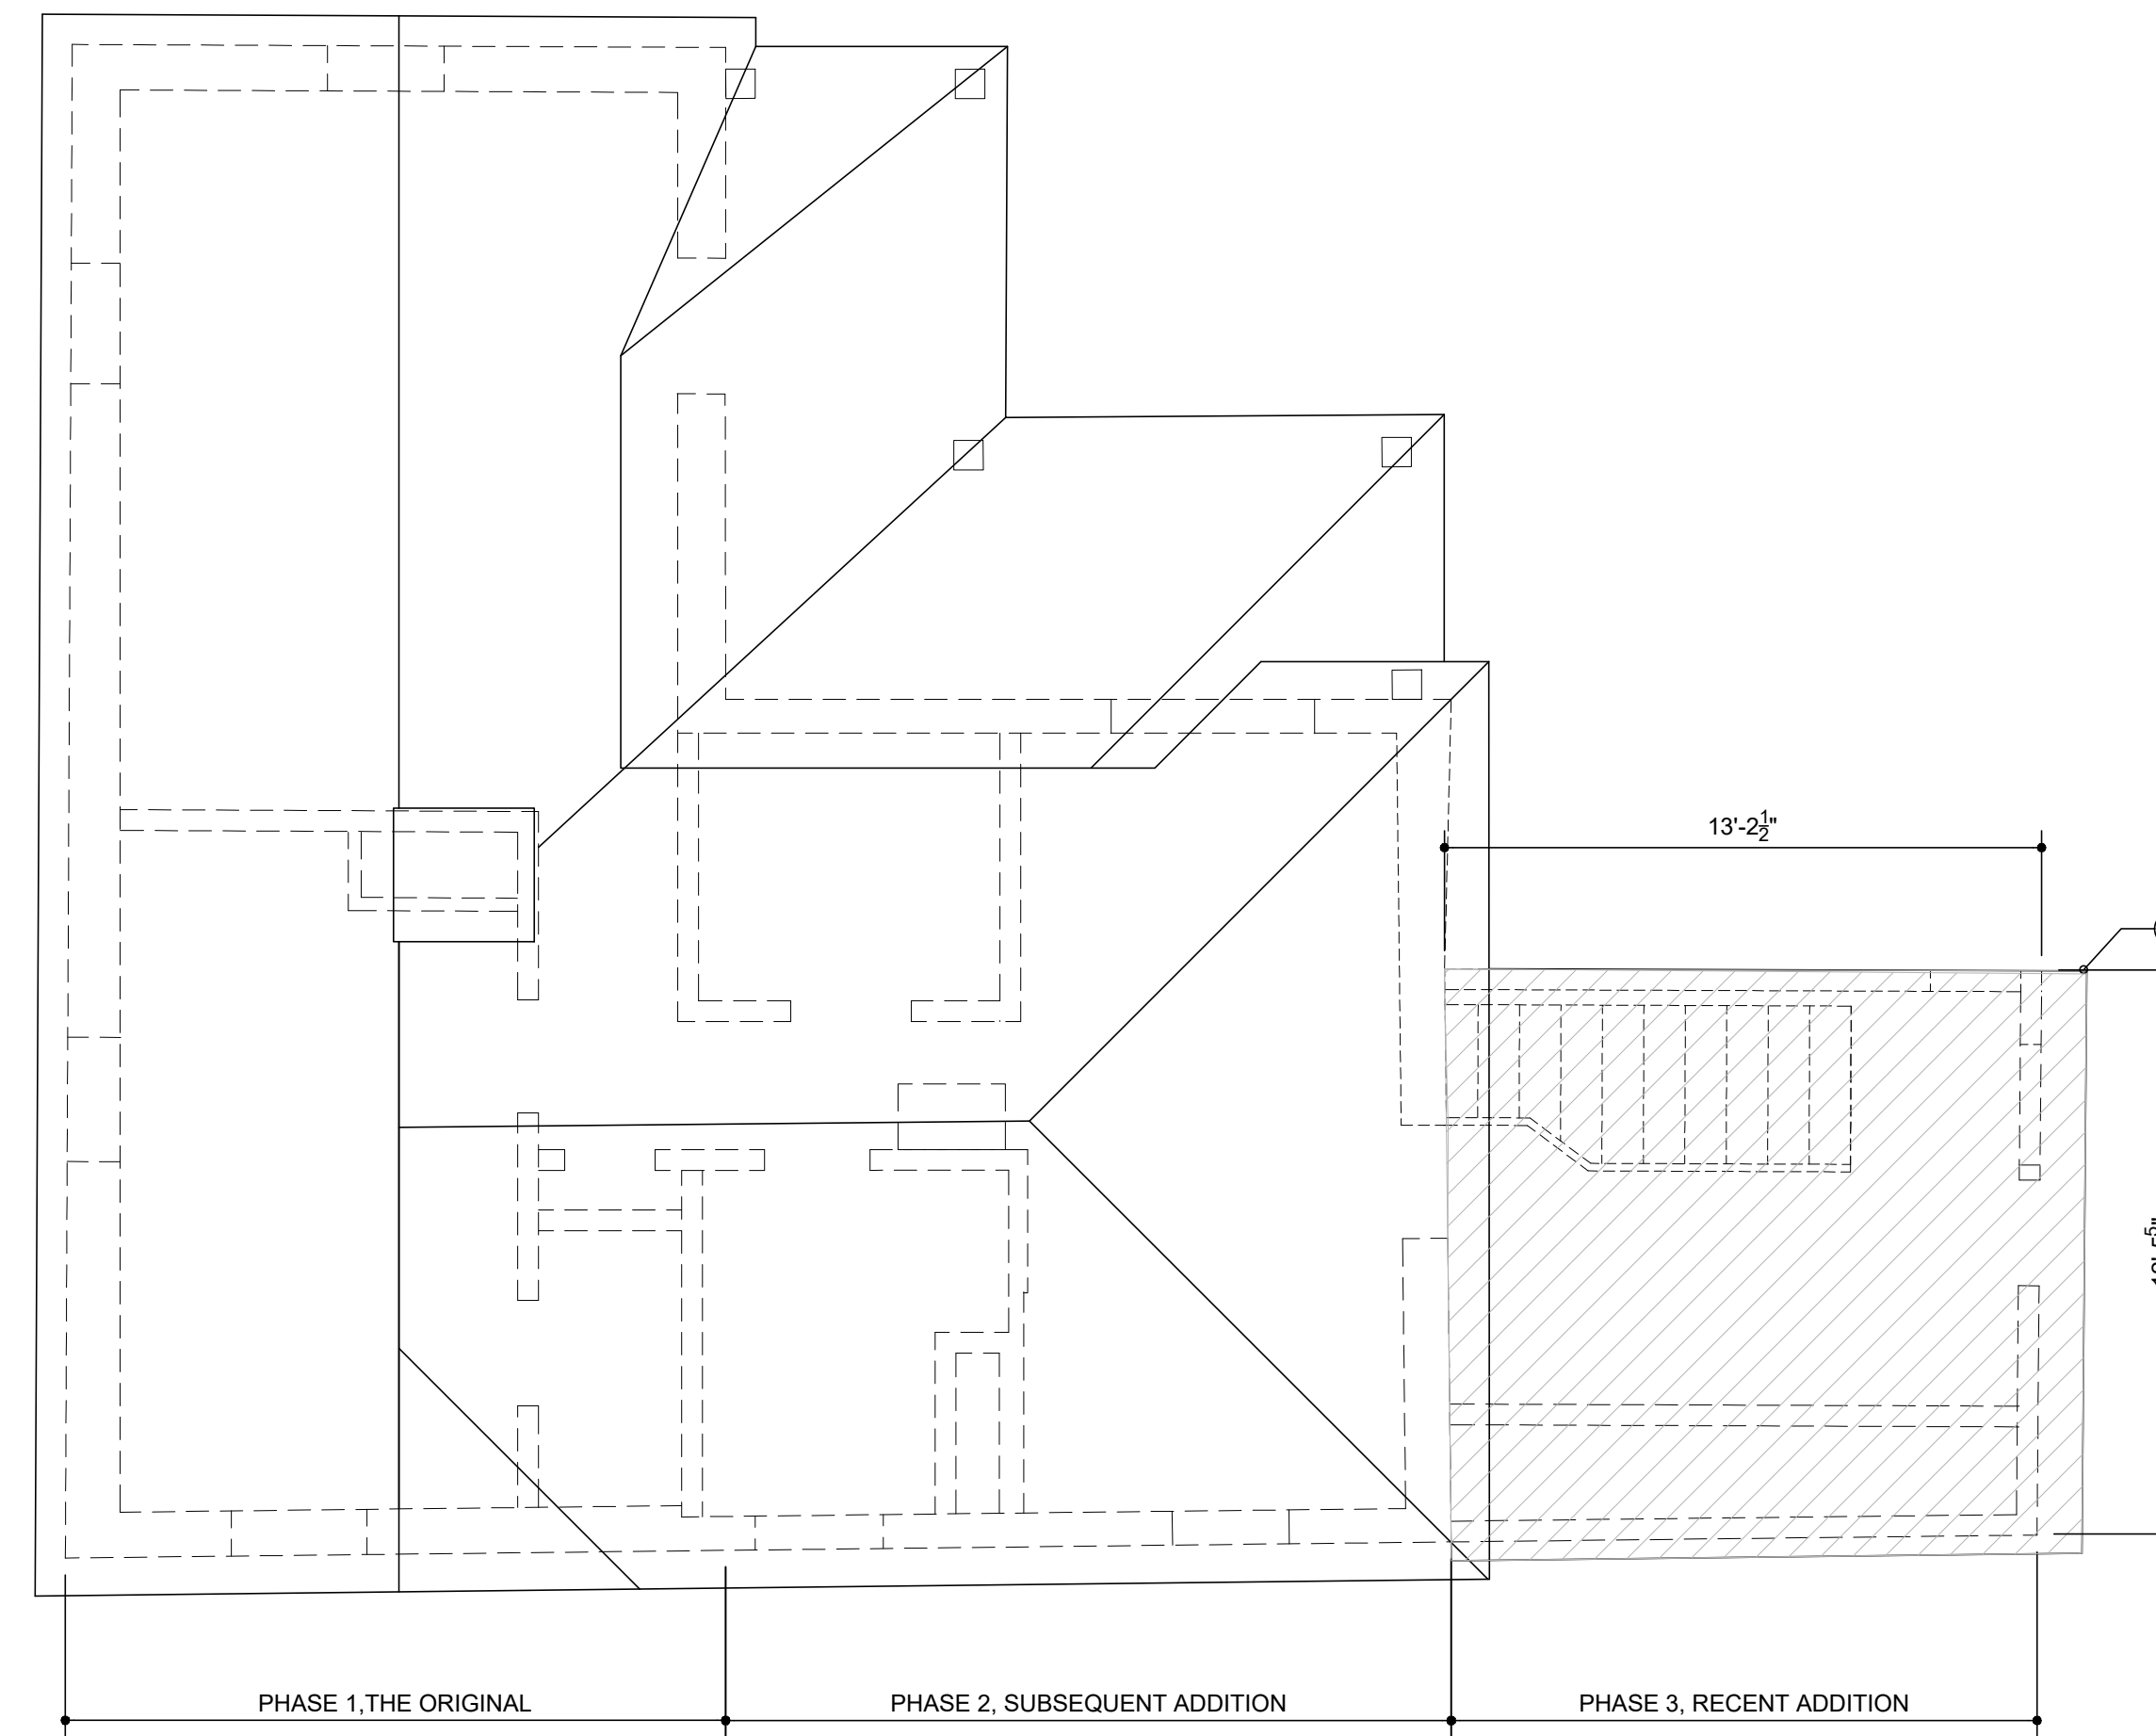 13'-2½"
PHASE 1,THE ORIGINAL
PHASE 2, SUBSEQUENT ADDITION
PHASE 3, RECENT ADDITION